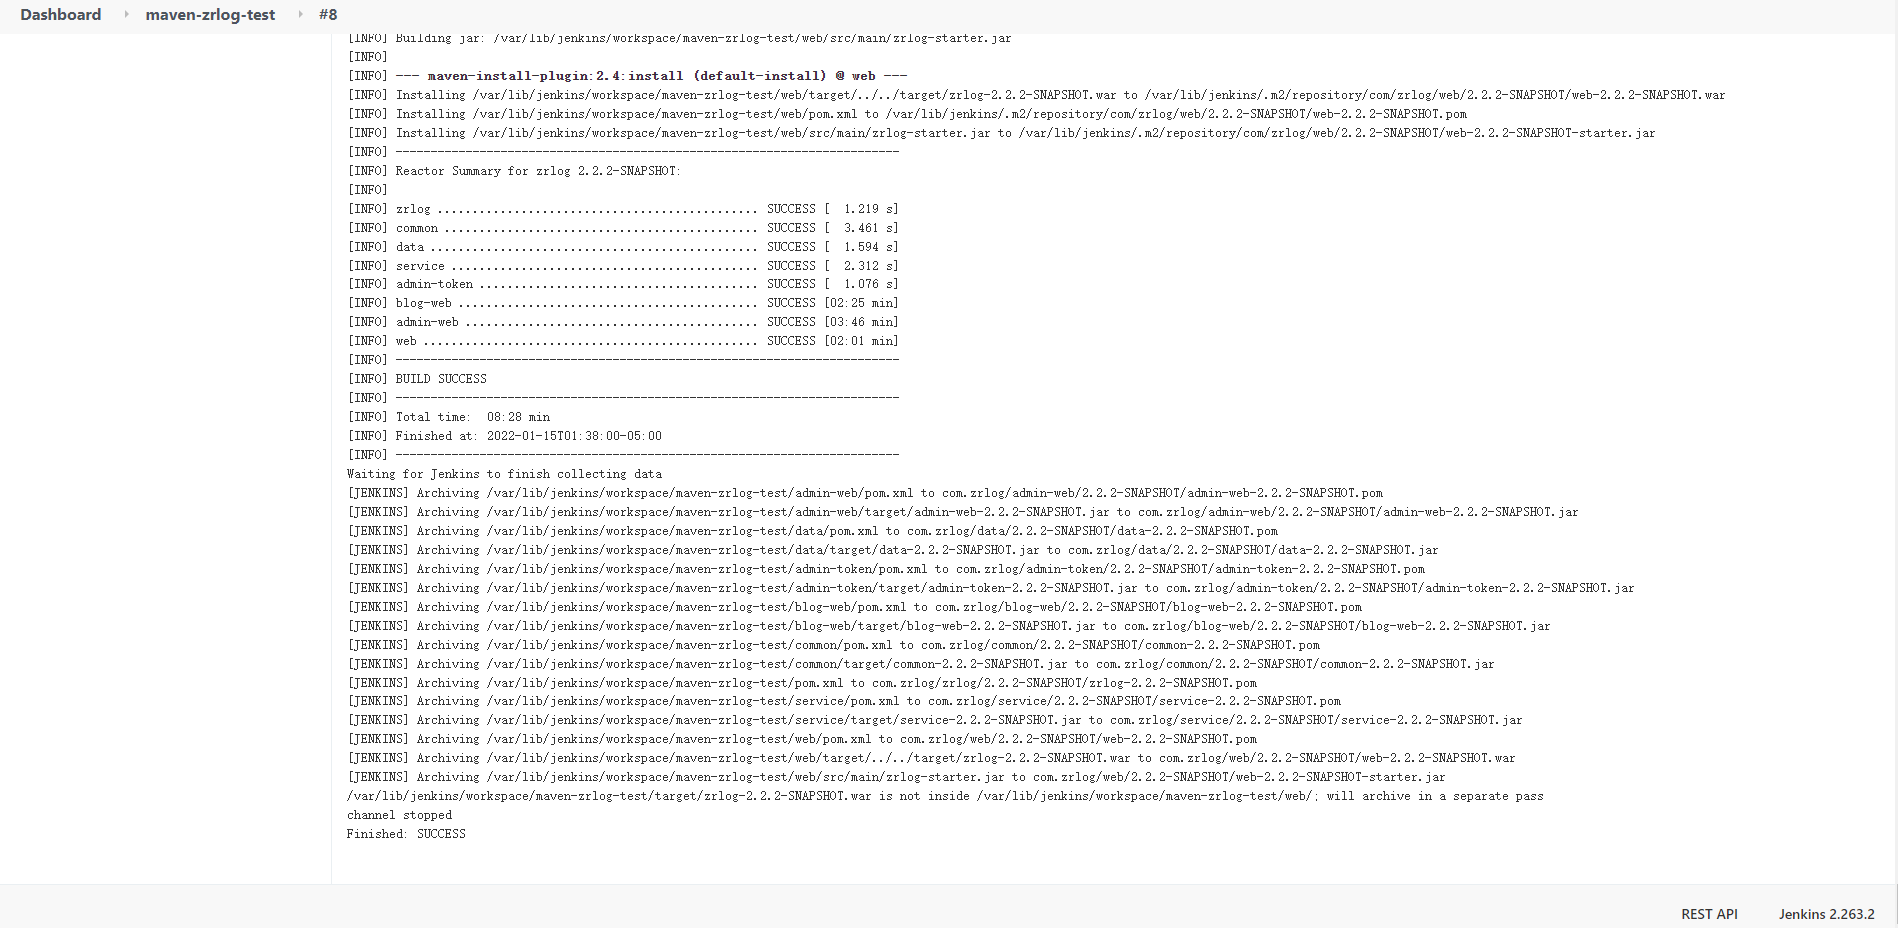 Dashboard maven-zrlog-test #8
[INFO] Building jar: /var/lib/jenkins/workspace/maven-zrlog-test/web/src/main/zrlog-starter.jar
[INFO]
[INFO] --- maven-install-plugin:2.4:install (default-install) @ web ---
[INFO] Installing /var/lib/jenkins/workspace/maven-zrlog-test/web/target/../../target/zrlog-2.2.2-SNAPSHOT.war to /var/lib/jenkins/.m2/repository/com/zrlog/web/2.2.2-SNAPSHOT/web-2.2.2-SNAPSHOT.war
[INFO] Installing /var/lib/jenkins/workspace/maven-zrlog-test/web/pom.xml to /var/lib/jenkins/.m2/repository/com/zrlog/web/2.2.2-SNAPSHOT/web-2.2.2-SNAPSHOT.pom
[INFO] Installing /var/lib/jenkins/workspace/maven-zrlog-test/web/src/main/zrlog-starter.jar to /var/lib/jenkins/.m2/repository/com/zrlog/web/2.2.2-SNAPSHOT/web-2.2.2-SNAPSHOT-starter.jar
[INFO] ------------------------------------------------------------------------
[INFO] Reactor Summary for zrlog 2.2.2-SNAPSHOT:
[INFO]
[INFO] zrlog .............................................. SUCCESS [  1.219 s]
[INFO] common ............................................. SUCCESS [  3.461 s]
[INFO] data ............................................... SUCCESS [  1.594 s]
[INFO] service ............................................ SUCCESS [  2.312 s]
[INFO] admin-token ........................................ SUCCESS [  1.076 s]
[INFO] blog-web ........................................... SUCCESS [02:25 min]
[INFO] admin-web .......................................... SUCCESS [03:46 min]
[INFO] web ................................................ SUCCESS [02:01 min]
[INFO] ------------------------------------------------------------------------
[INFO] BUILD SUCCESS
[INFO] ------------------------------------------------------------------------
[INFO] Total time:  08:28 min
[INFO] Finished at: 2022-01-15T01:38:00-05:00
[INFO] ------------------------------------------------------------------------
Waiting for Jenkins to finish collecting data
[JENKINS] Archiving /var/lib/jenkins/workspace/maven-zrlog-test/admin-web/pom.xml to com.zrlog/admin-web/2.2.2-SNAPSHOT/admin-web-2.2.2-SNAPSHOT.pom
[JENKINS] Archiving /var/lib/jenkins/workspace/maven-zrlog-test/admin-web/target/admin-web-2.2.2-SNAPSHOT.jar to com.zrlog/admin-web/2.2.2-SNAPSHOT/admin-web-2.2.2-SNAPSHOT.jar
[JENKINS] Archiving /var/lib/jenkins/workspace/maven-zrlog-test/data/pom.xml to com.zrlog/data/2.2.2-SNAPSHOT/data-2.2.2-SNAPSHOT.pom
[JENKINS] Archiving /var/lib/jenkins/workspace/maven-zrlog-test/data/target/data-2.2.2-SNAPSHOT.jar to com.zrlog/data/2.2.2-SNAPSHOT/data-2.2.2-SNAPSHOT.jar
[JENKINS] Archiving /var/lib/jenkins/workspace/maven-zrlog-test/admin-token/pom.xml to com.zrlog/admin-token/2.2.2-SNAPSHOT/admin-token-2.2.2-SNAPSHOT.pom
[JENKINS] Archiving /var/lib/jenkins/workspace/maven-zrlog-test/admin-token/target/admin-token-2.2.2-SNAPSHOT.jar to com.zrlog/admin-token/2.2.2-SNAPSHOT/admin-token-2.2.2-SNAPSHOT.jar
[JENKINS] Archiving /var/lib/jenkins/workspace/maven-zrlog-test/blog-web/pom.xml to com.zrlog/blog-web/2.2.2-SNAPSHOT/blog-web-2.2.2-SNAPSHOT.pom
[JENKINS] Archiving /var/lib/jenkins/workspace/maven-zrlog-test/blog-web/target/blog-web-2.2.2-SNAPSHOT.jar to com.zrlog/blog-web/2.2.2-SNAPSHOT/blog-web-2.2.2-SNAPSHOT.jar
[JENKINS] Archiving /var/lib/jenkins/workspace/maven-zrlog-test/common/pom.xml to com.zrlog/common/2.2.2-SNAPSHOT/common-2.2.2-SNAPSHOT.pom
[JENKINS] Archiving /var/lib/jenkins/workspace/maven-zrlog-test/common/target/common-2.2.2-SNAPSHOT.jar to com.zrlog/common/2.2.2-SNAPSHOT/common-2.2.2-SNAPSHOT.jar
[JENKINS] Archiving /var/lib/jenkins/workspace/maven-zrlog-test/pom.xml to com.zrlog/zrlog/2.2.2-SNAPSHOT/zrlog-2.2.2-SNAPSHOT.pom
[JENKINS] Archiving /var/lib/jenkins/workspace/maven-zrlog-test/service/pom.xml to com.zrlog/service/2.2.2-SNAPSHOT/service-2.2.2-SNAPSHOT.pom
[JENKINS] Archiving /var/lib/jenkins/workspace/maven-zrlog-test/service/target/service-2.2.2-SNAPSHOT.jar to com.zrlog/service/2.2.2-SNAPSHOT/service-2.2.2-SNAPSHOT.jar
[JENKINS] Archiving /var/lib/jenkins/workspace/maven-zrlog-test/web/pom.xml to com.zrlog/web/2.2.2-SNAPSHOT/web-2.2.2-SNAPSHOT.pom
[JENKINS] Archiving /var/lib/jenkins/workspace/maven-zrlog-test/web/target/../../target/zrlog-2.2.2-SNAPSHOT.war to com.zrlog/web/2.2.2-SNAPSHOT/web-2.2.2-SNAPSHOT.war
[JENKINS] Archiving /var/lib/jenkins/workspace/maven-zrlog-test/web/src/main/zrlog-starter.jar to com.zrlog/web/2.2.2-SNAPSHOT/web-2.2.2-SNAPSHOT-starter.jar
/var/lib/jenkins/workspace/maven-zrlog-test/target/zrlog-2.2.2-SNAPSHOT.war is not inside /var/lib/jenkins/workspace/maven-zrlog-test/web/; will archive in a separate pass
channel stopped
Finished: SUCCESS
REST API Jenkins 2.263.2